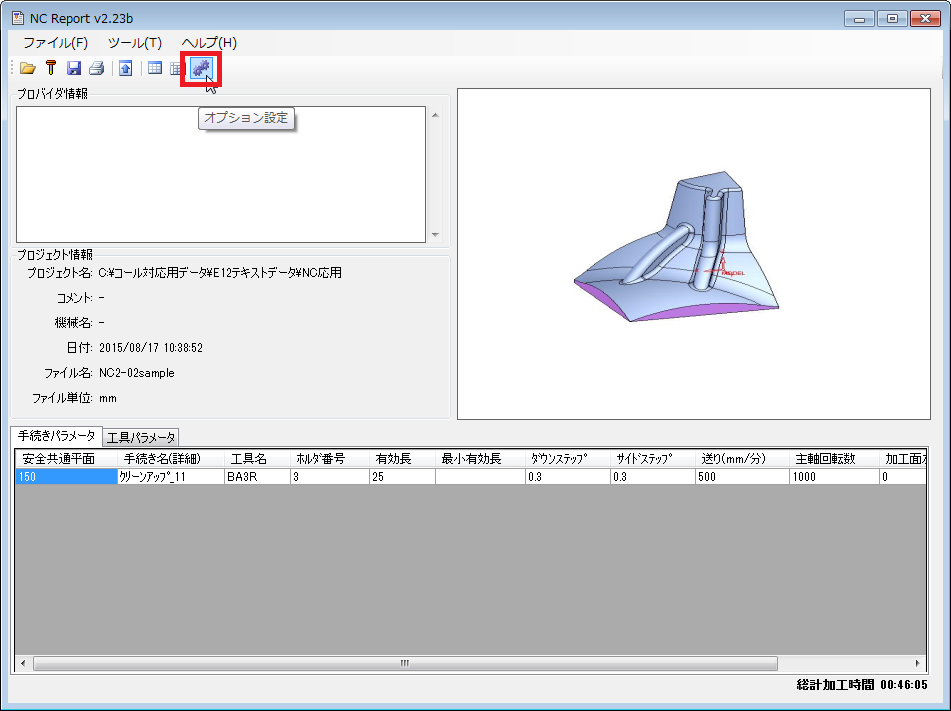 NC Report v2.23b
ファイル(F) ツール(T) ヘルプ(H)
オプション設定
プロバイダ情報
プロジェクト情報
プロジェクト名: C:¥コール対応用データ¥E12テキストデータ¥NC応用
コメント: -
機械名: -
日付: 2015/08/17 10:38:52
ファイル名: NC2-02sample
ファイル単位: mm
MODEL
手続きパラメータ 工具パラメータ
安全共通平面 手続き名(詳細) 工具名 ホルダ番号 有効長 最小有効長 ダウンステップ サイドステップ 送り(mm/分) 主軸回転数 加工面
150 クリーンアップ_11 BA3R 3 25 0.3 0.3 500 1000 0
総計加工時間 00:46:05